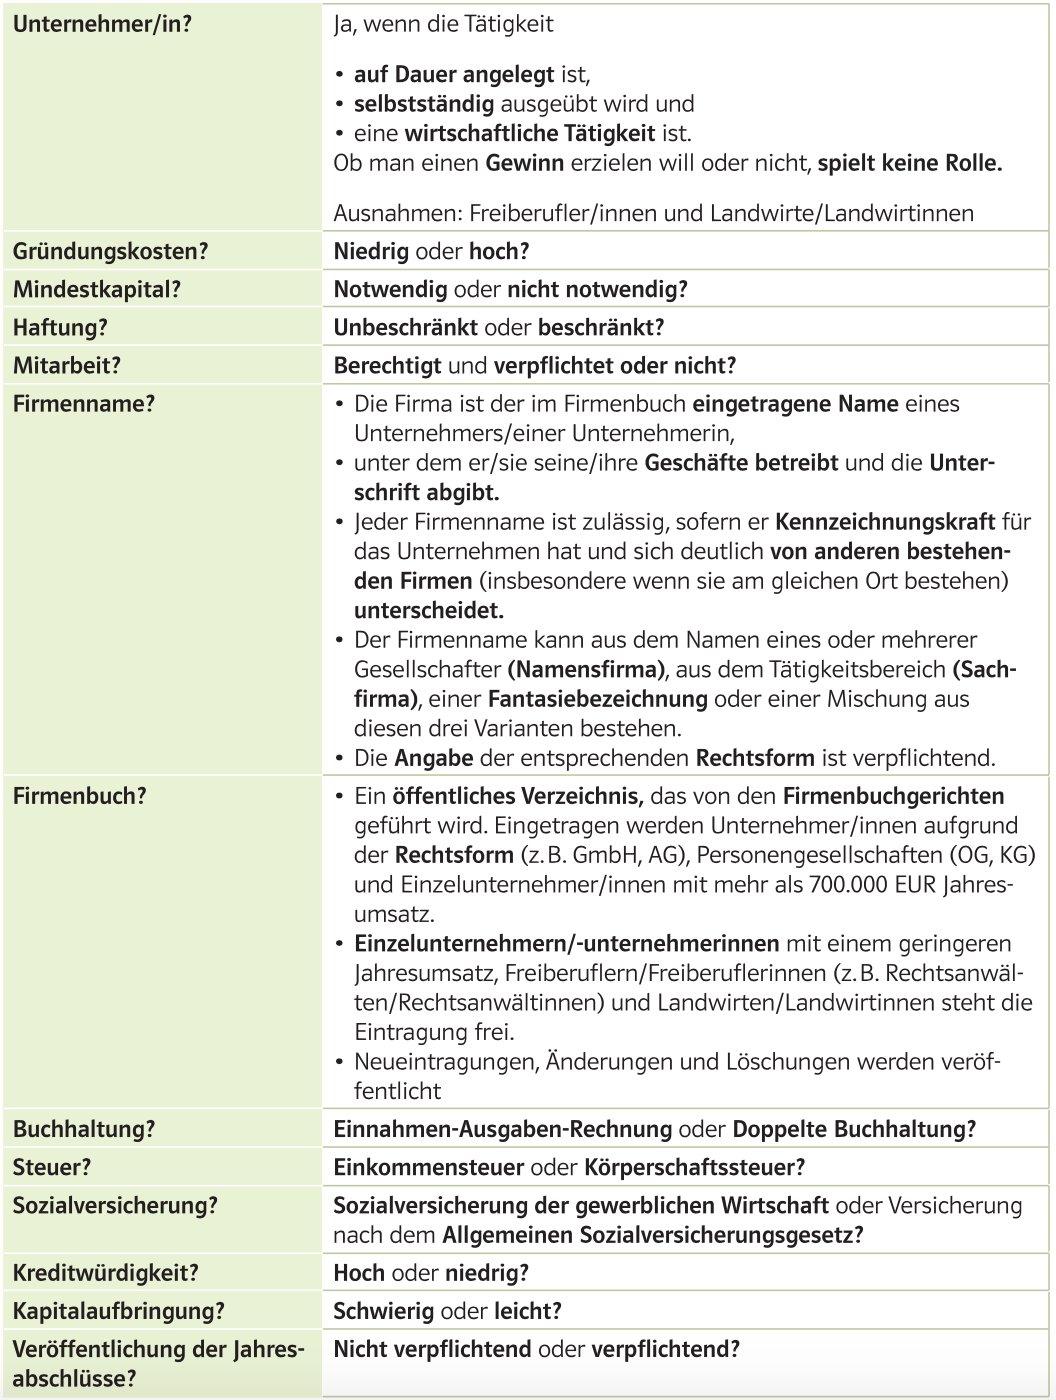 Unternehmer/in?
Ja, wenn die Tätigkeit
• auf Dauer angelegt ist,
• selbstständig ausgeübt wird und
• eine wirtschaftliche Tätigkeit ist.
Ob man einen Gewinn erzielen will oder nicht, spielt keine Rolle.
Ausnahmen: Freiberufler/innen und Landwirte/Landwirtinnen
Gründungskosten?
Niedrig oder hoch?
Mindestkapital?
Notwendig oder nicht notwendig?
Haftung?
Unbeschränkt oder beschränkt?
Mitarbeit?
Berechtigt und verpflichtet oder nicht?
Firmenname?
• Die Firma ist der im Firmenbuch eingetragene Name eines
Unternehmers/einer Unternehmerin,
• unter dem er/sie seine/ihre Geschäfte betreibt und die Unter-
schrift abgibt.
• Jeder Firmenname ist zulässig, sofern er Kennzeichnungskraft für
das Unternehmen hat und sich deutlich von anderen bestehen-
den Firmen (insbesondere wenn sie am gleichen Ort bestehen)
unterscheidet.
• Der Firmenname kann aus dem Namen eines oder mehrerer
Gesellschafter (Namensfirma), aus dem Tätigkeitsbereich (Sach-
firma), einer Fantasiebezeichnung oder einer Mischung aus
diesen drei Varianten bestehen.
• Die Angabe der entsprechenden Rechtsform ist verpflichtend.
Firmenbuch?
• Ein öffentliches Verzeichnis, das von den Firmenbuchgerichten
geführt wird. Eingetragen werden Unternehmer/innen aufgrund
der Rechtsform (z. B. GmbH, AG), Personengesellschaften (OG, KG)
und Einzelunternehmer/innen mit mehr als 700.000 EUR Jahres-
umsatz.
• Einzelunternehmern/-unternehmerinnen mit einem geringeren
Jahresumsatz, Freiberuflern/Freiberuflerinnen (z. B. Rechtsanwäl-
ten/Rechtsanwältinnen) und Landwirten/Landwirtinnen steht die
Eintragung frei.
• Neueintragungen, Änderungen und Löschungen werden veröf-
fentlicht
Buchhaltung?
Einnahmen-Ausgaben-Rechnung oder Doppelte Buchhaltung?
Steuer?
Einkommensteuer oder Körperschaftssteuer?
Sozialversicherung?
Sozialversicherung der gewerblichen Wirtschaft oder Versicherung
nach dem Allgemeinen Sozialversicherungsgesetz?
Kreditwürdigkeit?
Hoch oder niedrig?
Kapitalaufbringung?
Schwierig oder leicht?
Veröffentlichung der Jahres-
abschlüsse?
Nicht verpflichtend oder verpflichtend?